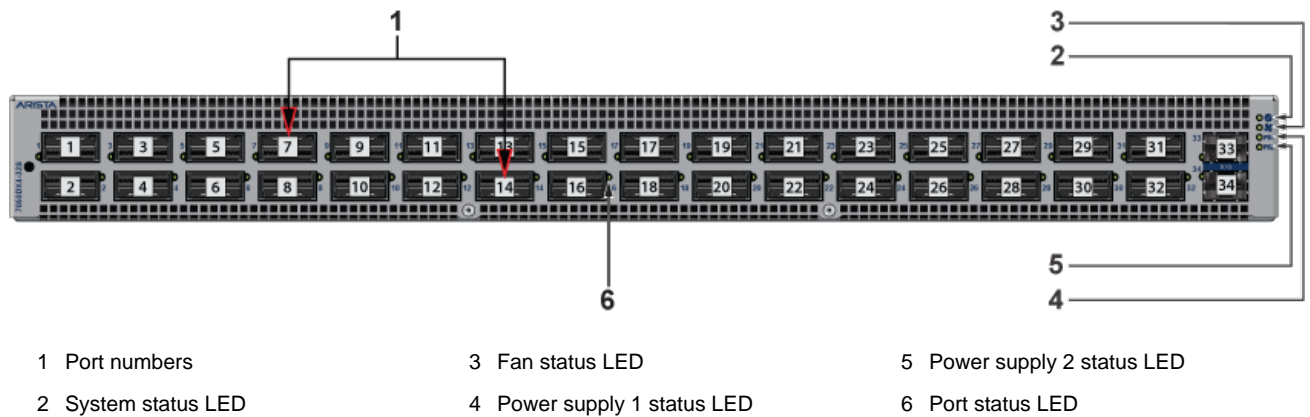 1
3
2
ARISTA
1 3 5 7 9 11 13 15 17 19 21 23 25 27 29 31 33
2 4 6 8 10 12 14 16 18 20 22 24 26 28 30 32 34
6
5
4
1 Port numbers
3 Fan status LED
5 Power supply 2 status LED
2 System status LED
4 Power supply 1 status LED
6 Port status LED